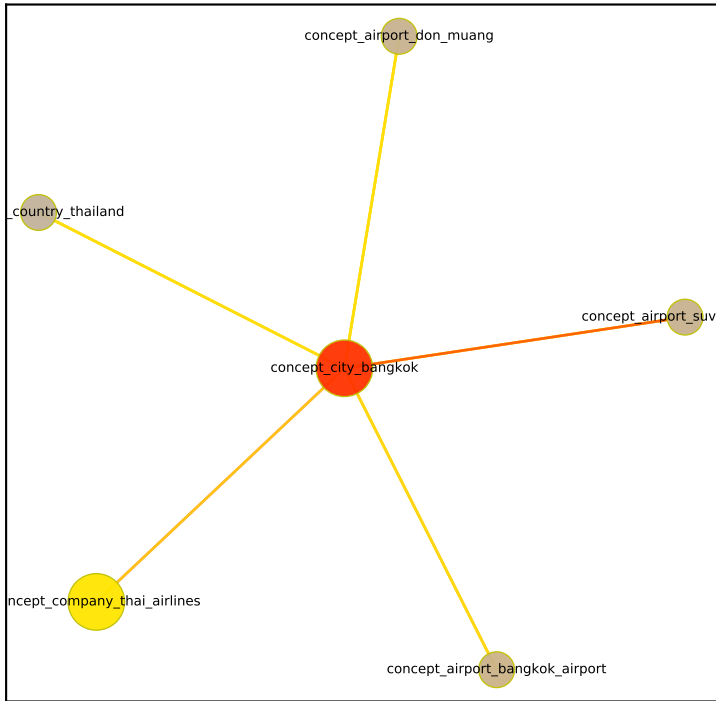 concept_airport_don_muang
_country_thailand
concept_airport_suv
concept_city_bangkok
ncept_company_thai_airlines
concept_airport_bangkok_airport